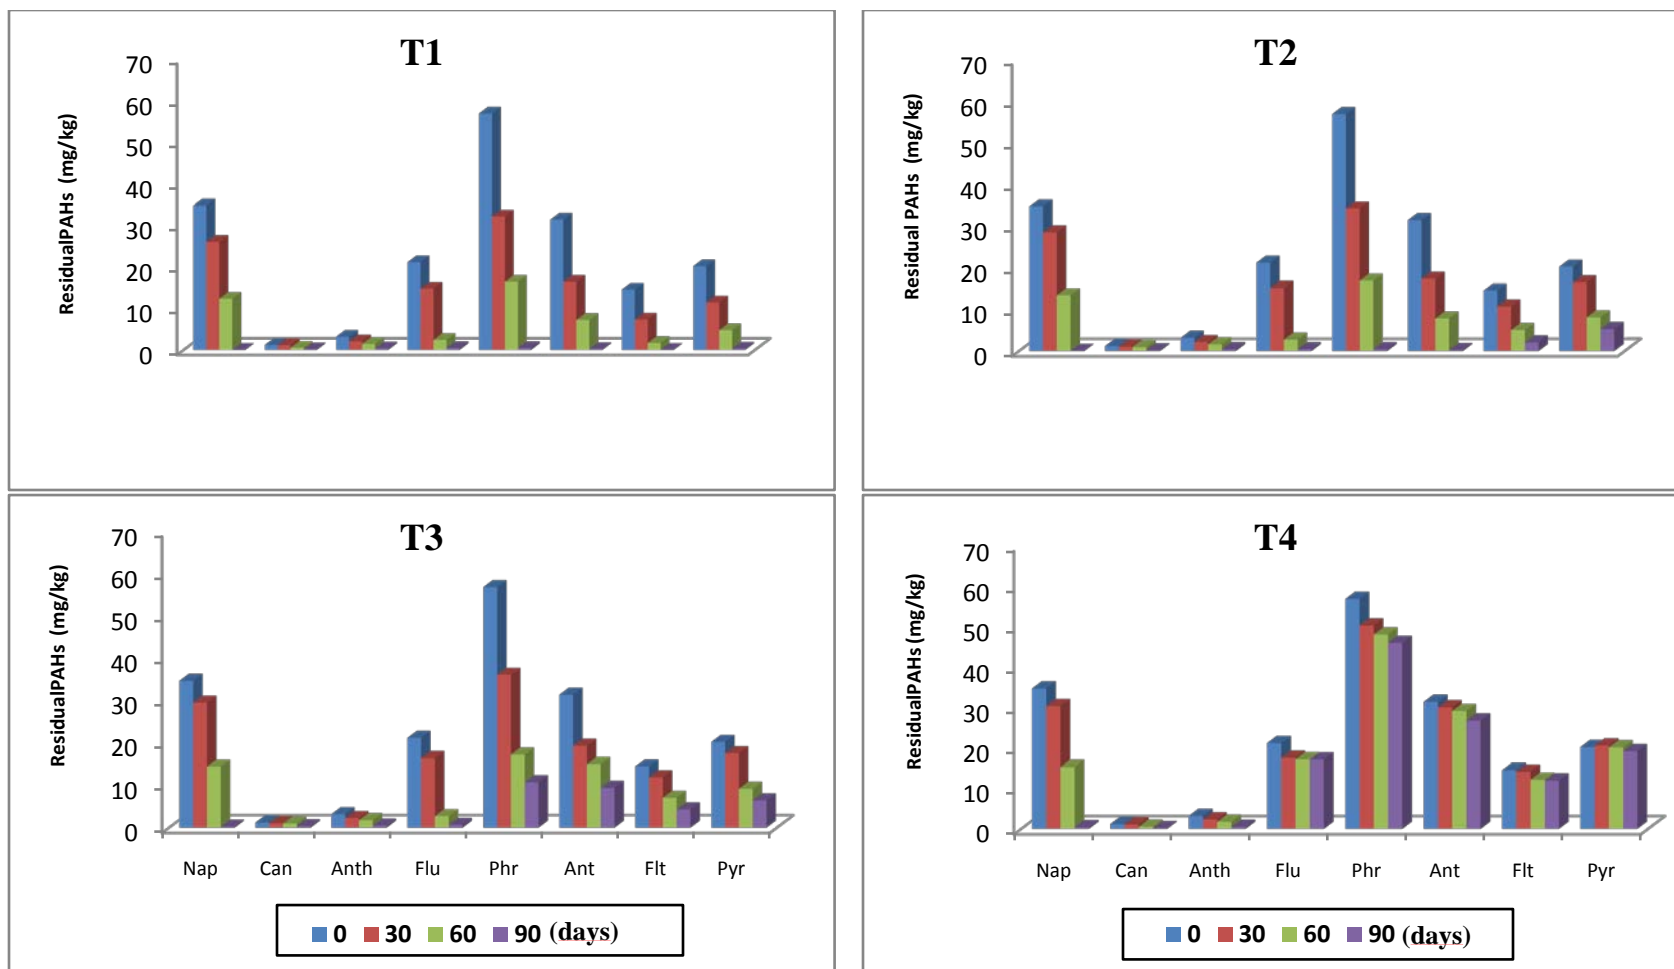 T1
70
60
50
40
30
20
10
0
ResidualPAHs (mg/kg)
T2
70
60
50
40
30
20
10
0
Residual PAHs (mg/kg)
T3
70
60
50
40
30
20
10
0
ResidualPAHs (mg/kg)
Nap Can Anth Flu Phr Ant Flt Pyr
0 30 60 90 (days)
T4
70
60
50
40
30
20
10
0
ResidualPAHs (mg/kg)
Nap Can Anth Flu Phr Ant Flt Pyr
0 30 60 90 (days)